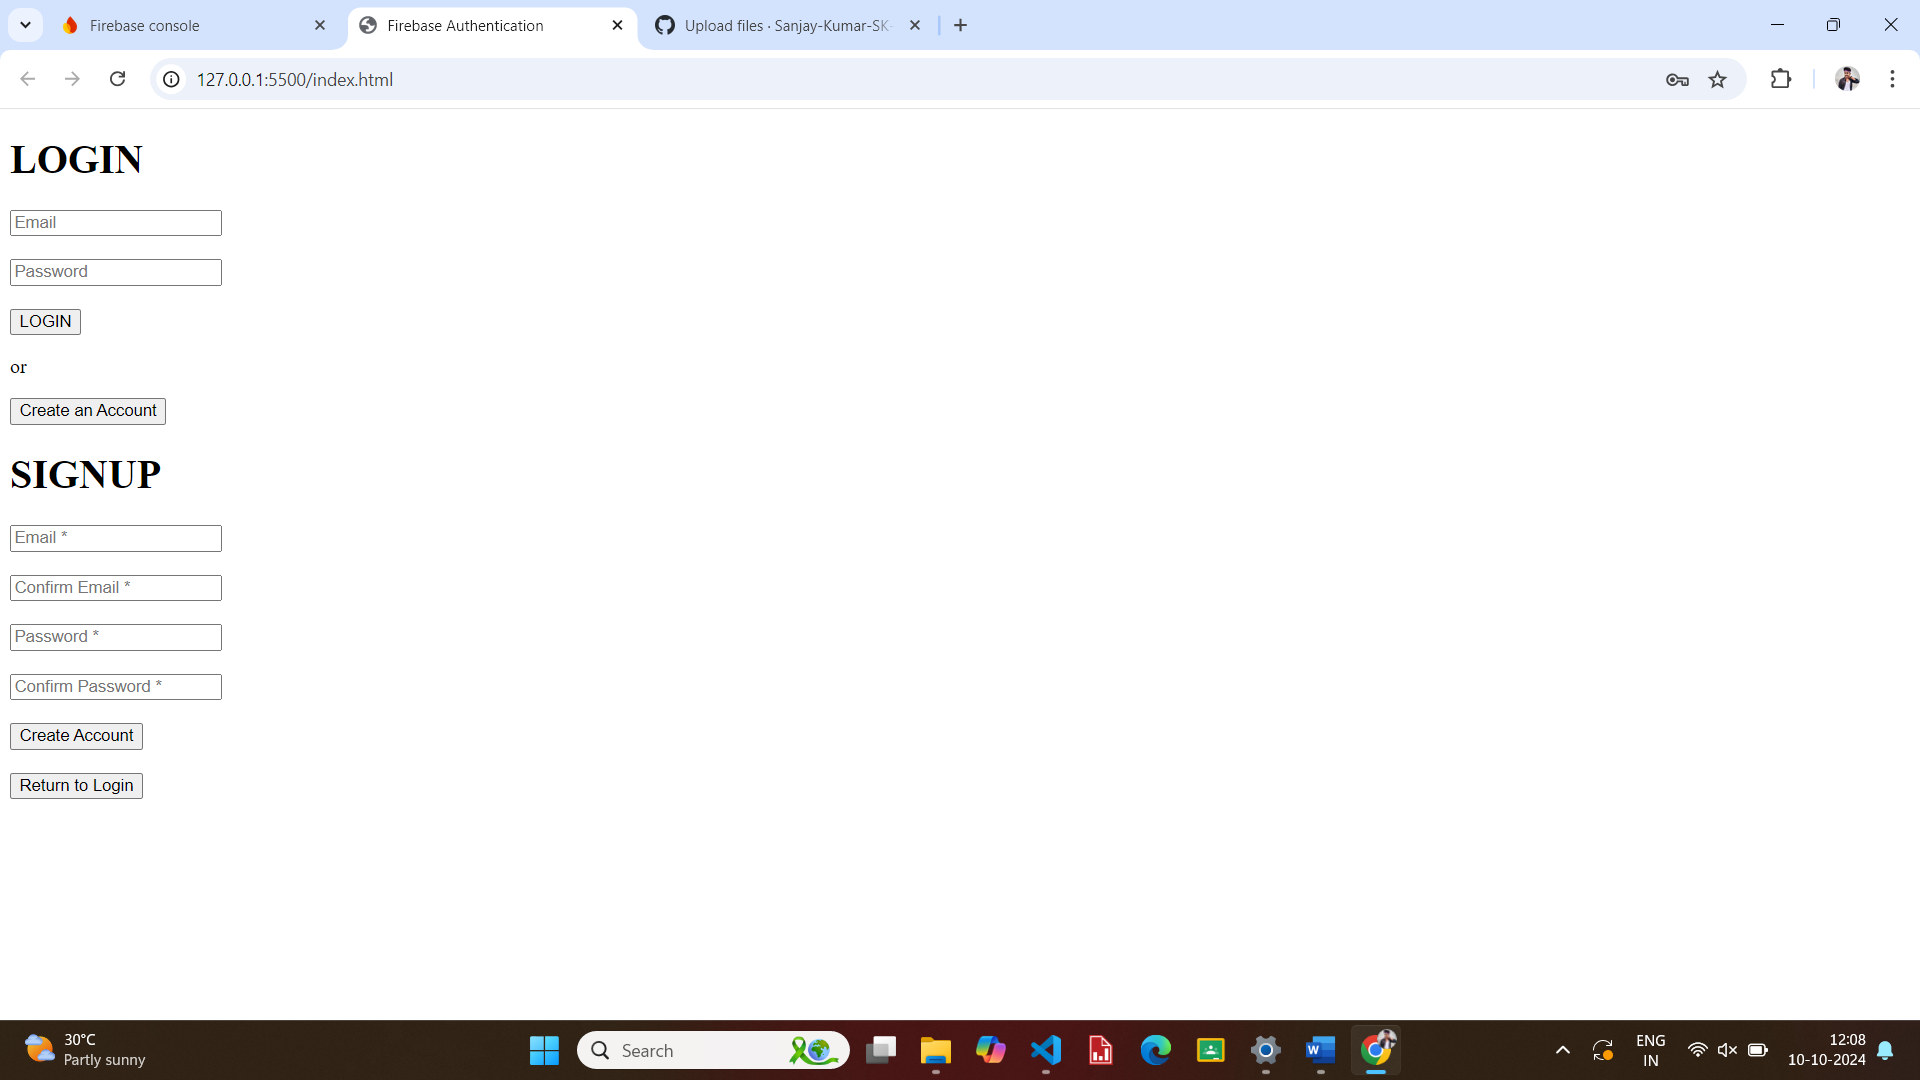 Firebase console
Firebase Authentication
Upload files · Sanjay-Kumar-SK-
127.0.0.1:5500/index.html
LOGIN
Email
Password
LOGIN
or
Create an Account
SIGNUP
Email *
Confirm Email *
Password *
Confirm Password *
Create Account
Return to Login
30°C
Partly sunny
Search
W
ENG
IN
12:08
10-10-2024